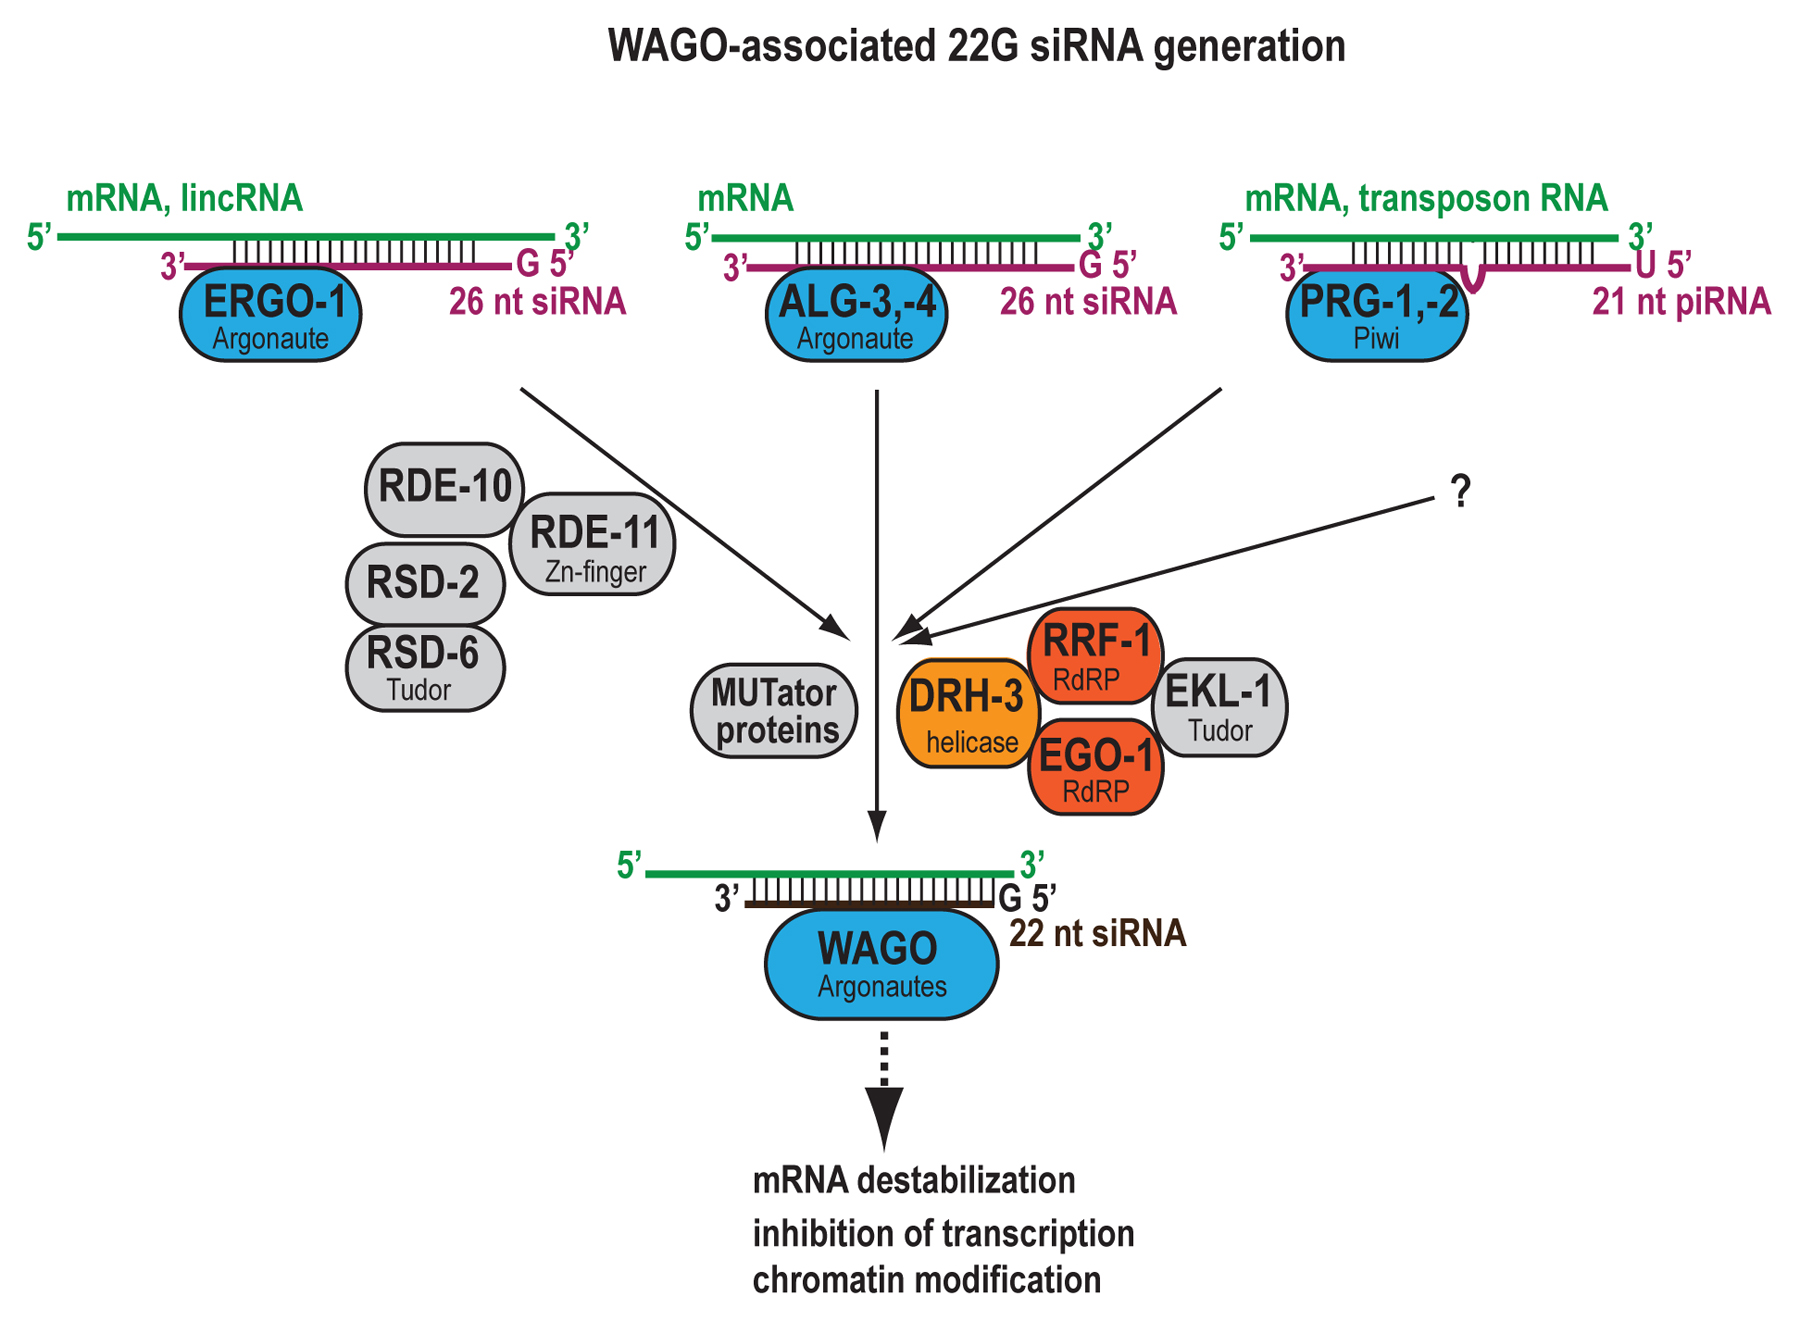 WAGO-associated 22G siRNA generation
mRNA, lincRNA
5’ 3’
3’ G 5’
ERGO-1
Argonaute
26 nt siRNA
mRNA
5’ 3’
3’ G 5’
ALG-3,-4
Argonaute
26 nt siRNA
mRNA, transposon RNA
5’ 3’
3’ U 5’
PRG-1,-2
Piwi
21 nt piRNA
RDE-10
RDE-11
Zn-finger
RSD-2
RSD-6
Tudor
?
MUTator
proteins
DRH-3
helicase
RRF-1
RdRP
EGO-1
RdRP
EKL-1
Tudor
5’ 3’
3’ G 5’
22 nt siRNA
WAGO
Argonautes
mRNA destabilization
inhibition of transcription
chromatin modification